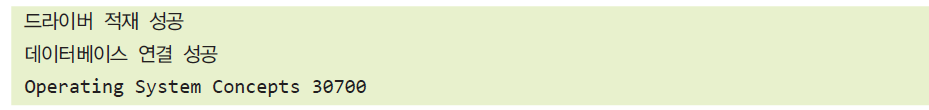 드라이버 적재 성공
데이터베이스 연결 성공
Operating System Concepts 30700